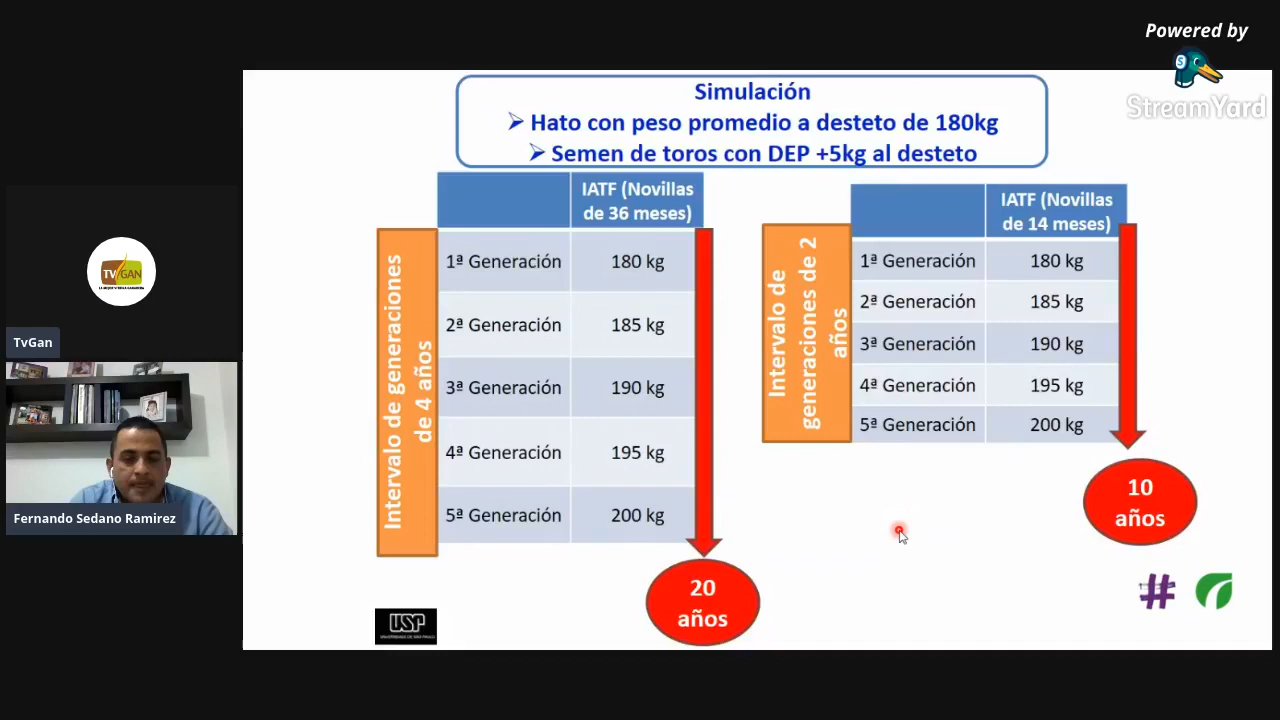 Powered by
StreamYard
Simulación
➢ Hato con peso promedio a desteto de 180kg
➢ Semen de toros con DEP +5kg al desteto
IATF (Novillas
de 36 meses)
Intervalo de generaciones
de 4 años
1ª Generación 180 kg
2ª Generación 185 kg
3ª Generación 190 kg
4ª Generación 195 kg
5ª Generación 200 kg
20
años
IATF (Novillas
de 14 meses)
Intervalo de
generaciones de 2
años
1ª Generación 180 kg
2ª Generación 185 kg
3ª Generación 190 kg
4ª Generación 195 kg
5ª Generación 200 kg
10
años
TV GAN
TvGan
Fernando Sedano Ramirez
USP
#